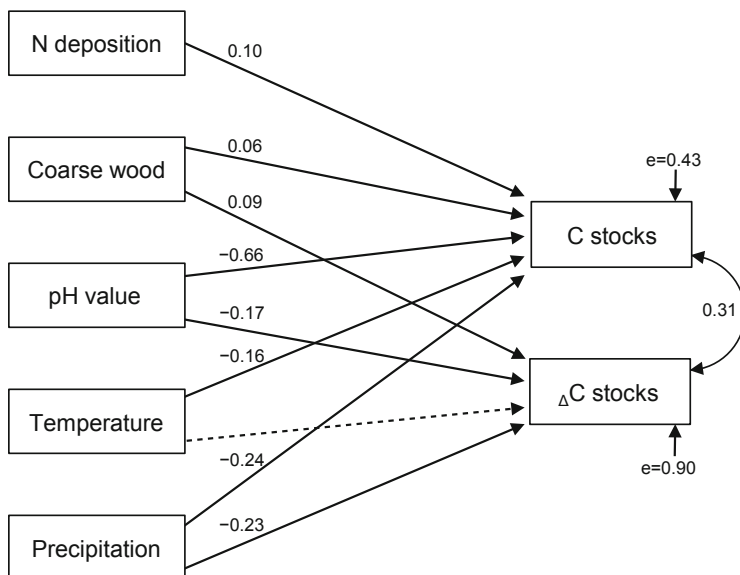 N deposition
0.10
Coarse wood
0.06
e=0.43
0.09
C stocks
−0.66
pH value
−0.17
0.31
−0.16
ΔC stocks
Temperature
−0.24
e=0.90
−0.23
Precipitation